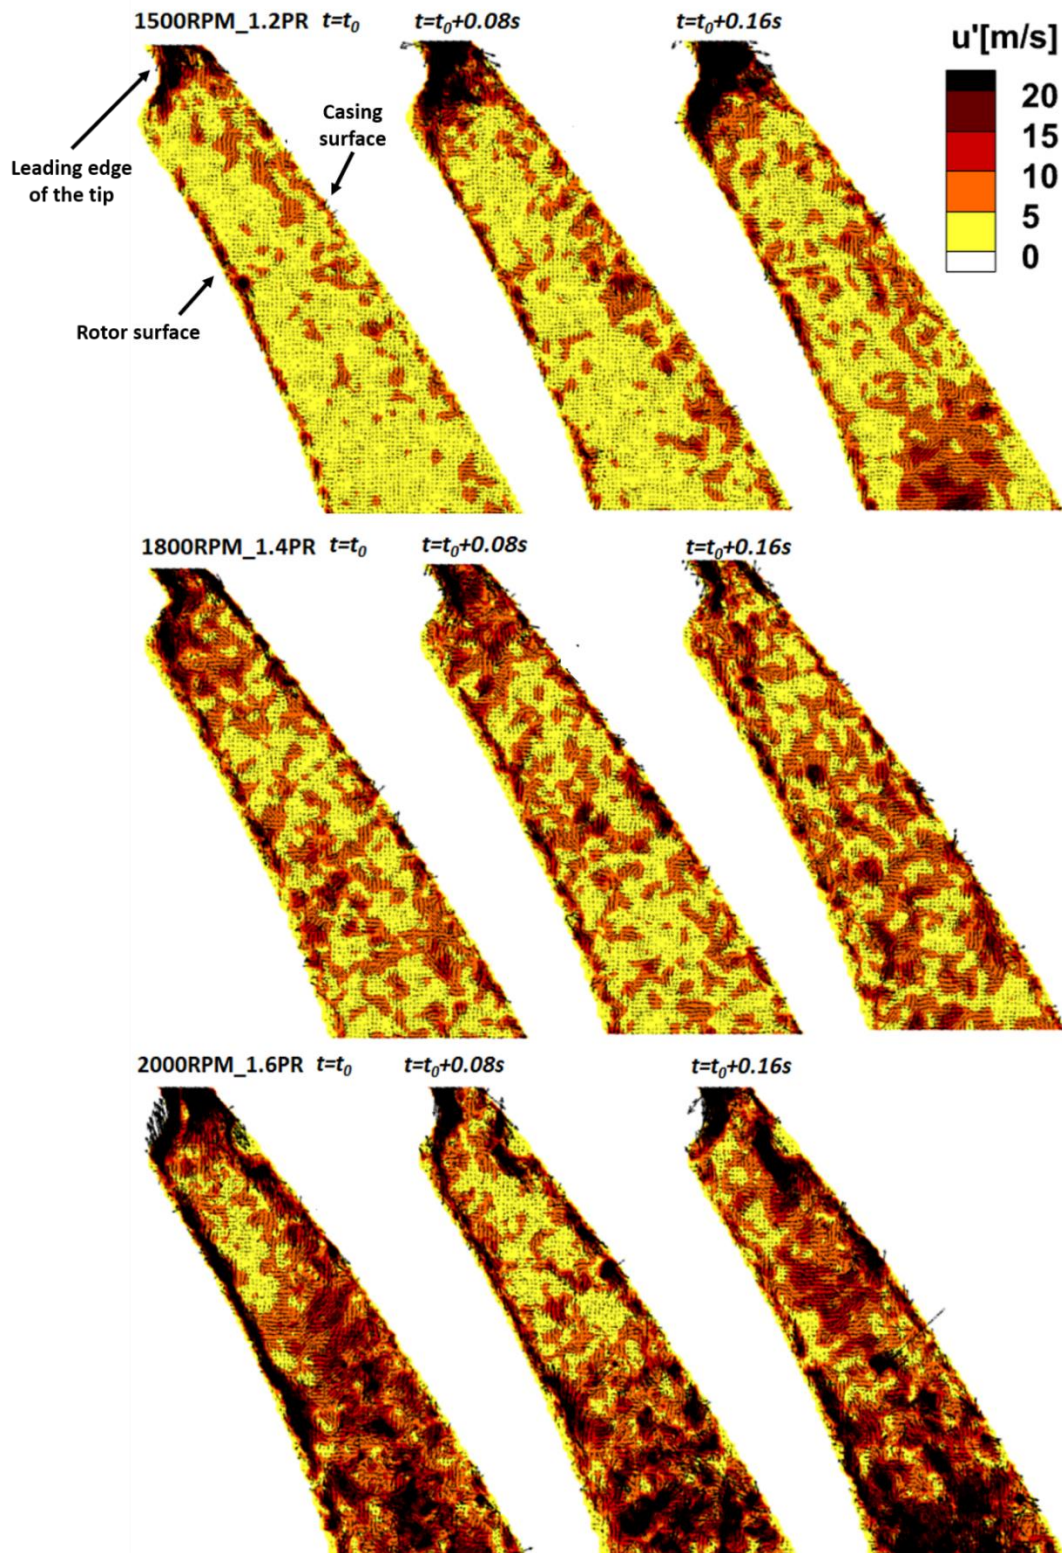 1500RPM_1.2PR t=t0 t=t0+0.08s t=t0+0.16s
u'[m/s]
20
15
10
5
0
Casing
surface
Leading edge
of the tip
Rotor surface
1800RPM_1.4PR t=t0 t=t0+0.08s t=t0+0.16s
2000RPM_1.6PR t=t0 t=t0+0.08s t=t0+0.16s